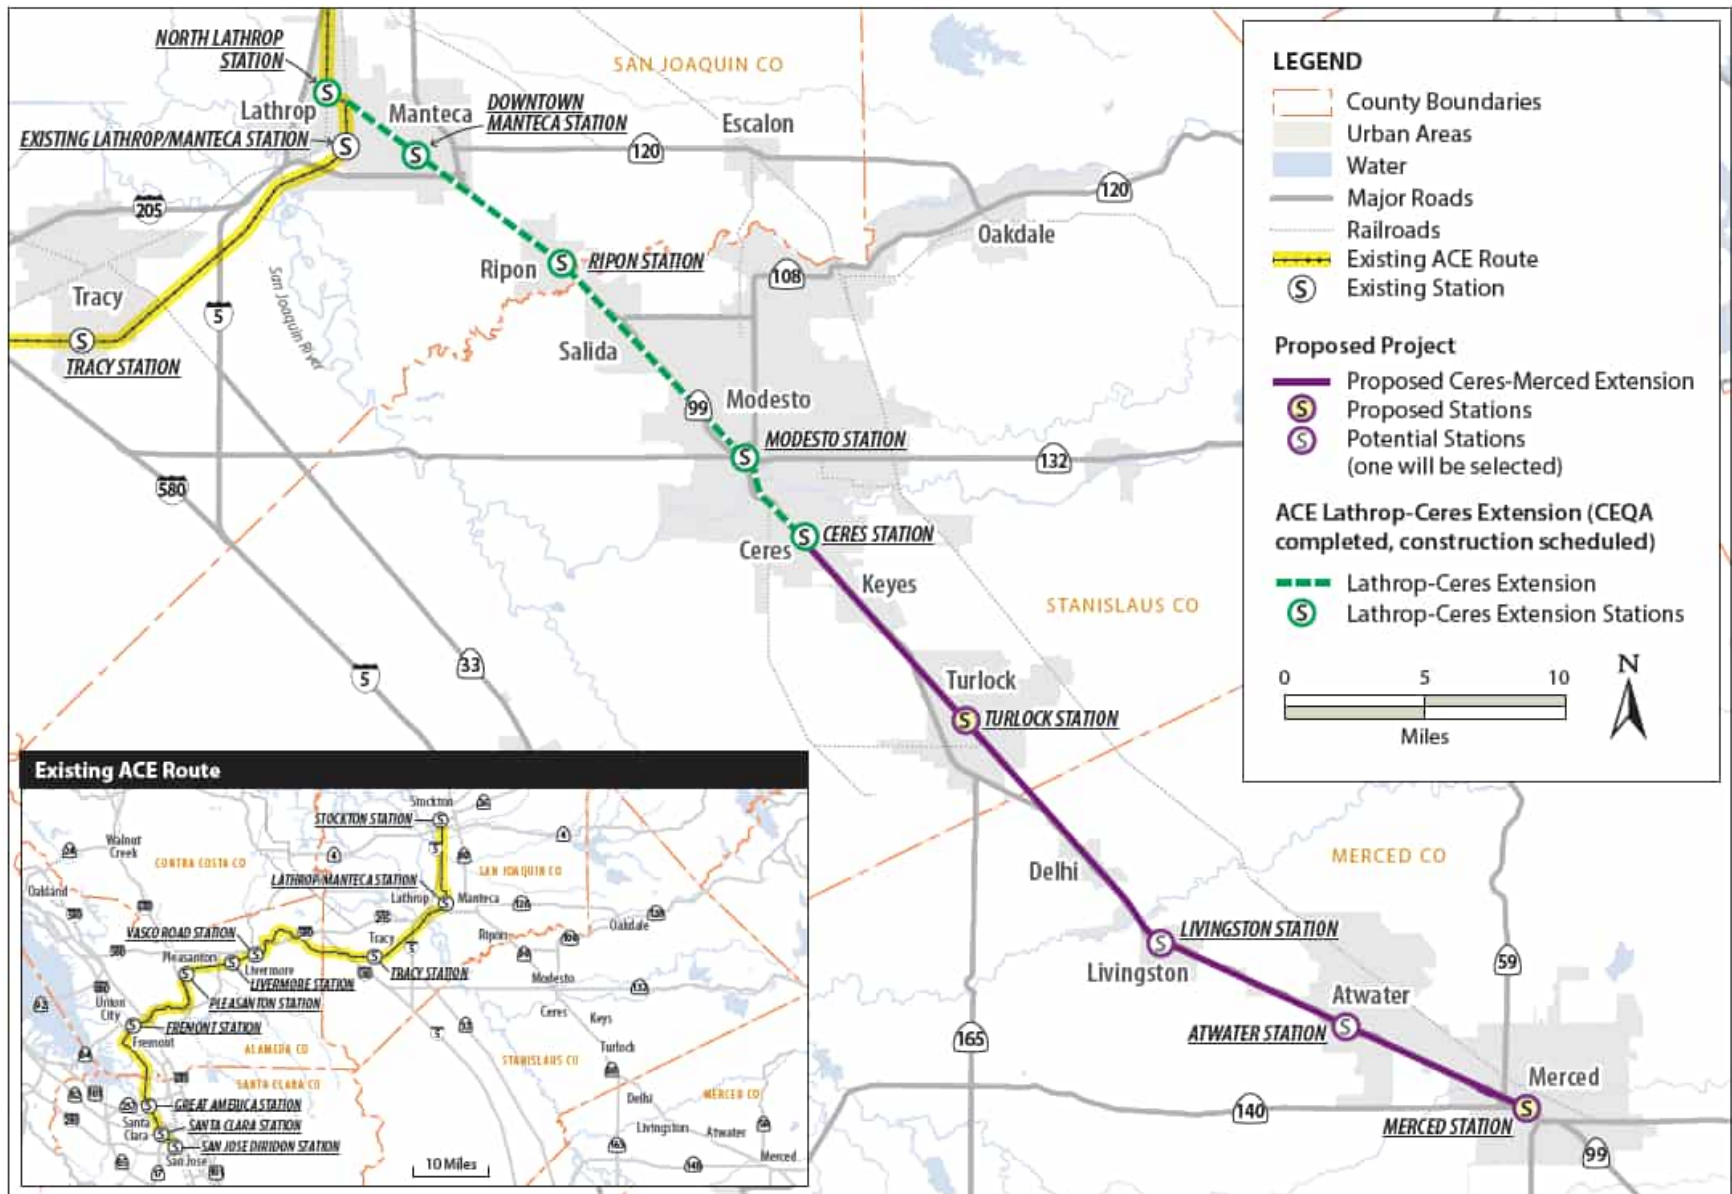 NORTH LATHROP
STATION
SAN JOAQUIN CO
Lathrop
Manteca
DOWNTOWN
MANTECA STATION
EXISTING LATHROP/MANTECA STATION
Escalon
120
120
205
Oakdale
Ripon
RIPON STATION
108
Tracy
San Joaquin River
5
TRACY STATION
Salida
99
Modesto
MODESTO STATION
132
580
CERES STATION
Ceres
Keyes
STANISLAUS CO
33
5
Turlock
TURLOCK STATION
Delhi
MERCED CO
LIVINGSTON STATION
Livingston
59
Atwater
ATWATER STATION
165
Merced
140
MERCED STATION
99
LEGEND
County Boundaries
Urban Areas
Water
Major Roads
Railroads
Existing ACE Route
S Existing Station
Proposed Project
Proposed Ceres-Merced Extension
S Proposed Stations
S Potential Stations
(one will be selected)
ACE Lathrop-Ceres Extension (CEQA
completed, construction scheduled)
Lathrop-Ceres Extension
S Lathrop-Ceres Extension Stations
0 5 10
Miles
N
Existing ACE Route
Stockton
STOCKTON STATION
4
4
Walnut
Creek
CONTRA COSTA CO
SAN JOAQUIN CO
LATHROP/MANTECA STATION
Oakland
Lathrop
Manteca
Oakdale
VASCO ROAD STATION
Tracy
Ripon
Pleasanton
Livermore
TRACY STATION
LIVERMORE STATION
Modesto
132
PLEASANTON STATION
Union
City
Ceres
Keys
FREMONT STATION
Fremont
ALAMEDA CO
STANISLAUS CO
Turlock
SANTA CLARA CO
MERCED CO
Delhi
GREAT AMERICA STATION
Santa
Clara
SANTA CLARA STATION
Livingston
Atwater
SAN JOSE DIRIDON STATION
San Jose
Merced
10 Miles